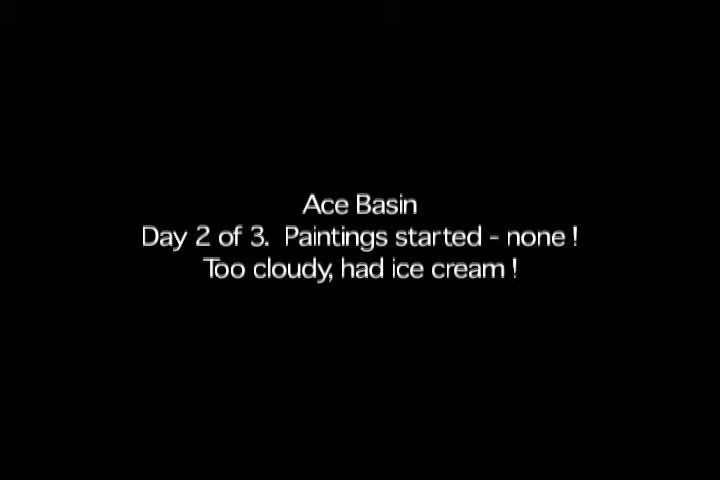 Ace Basin
Day 2 of 3.  Paintings started - none !
Too cloudy, had ice cream !